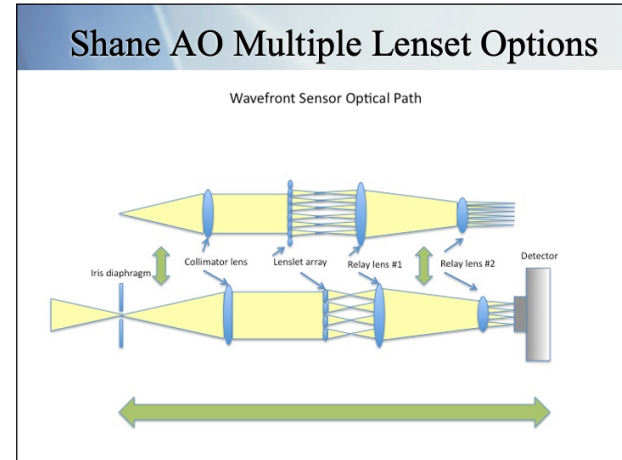 Shane AO Multiple Lenset Options
Wavefront Sensor Optical Path
Iris diaphragm
Collimator lens
Lenslet array
Relay lens #1
Relay lens #2
Detector